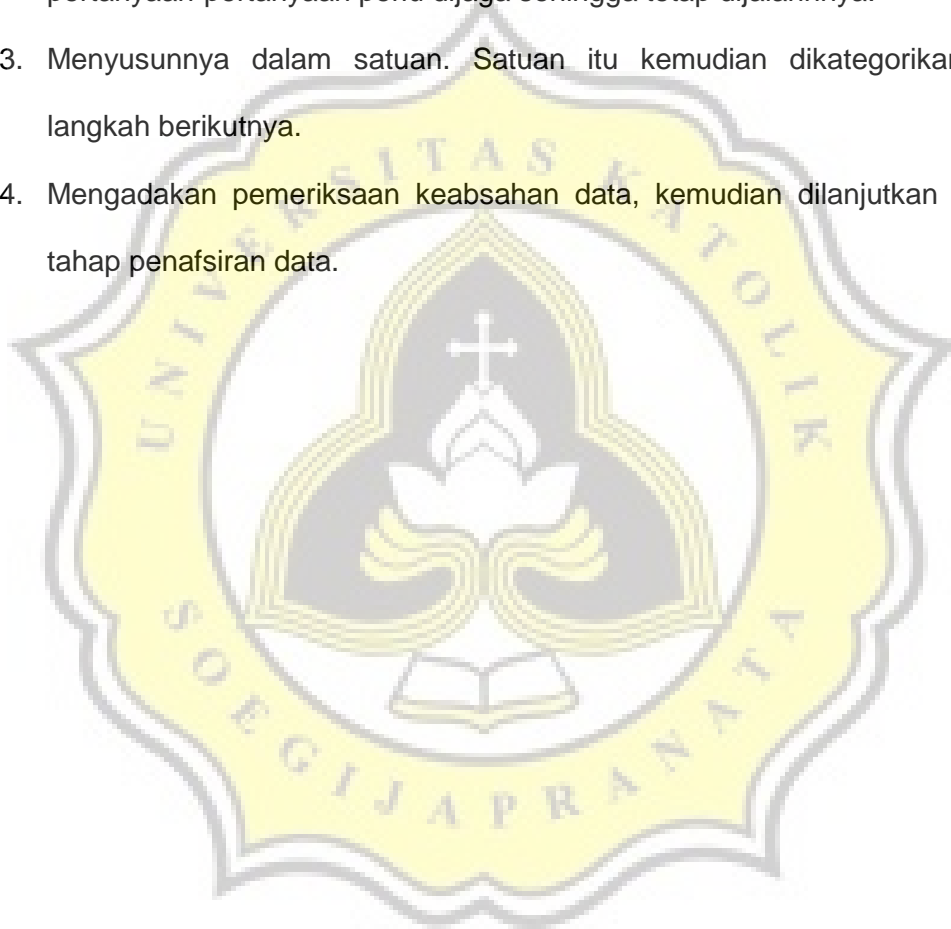 3. Menyusunnya dalam satuan. Satuan itu kemudian dikategorikan
langkah berikutnya.
4. Mengadakan pemeriksaan keabsahan data, kemudian dilanjutkan
tahap penafsiran data.
UNIVERSITAS KATOLIK
SOEGIJAPRANATA